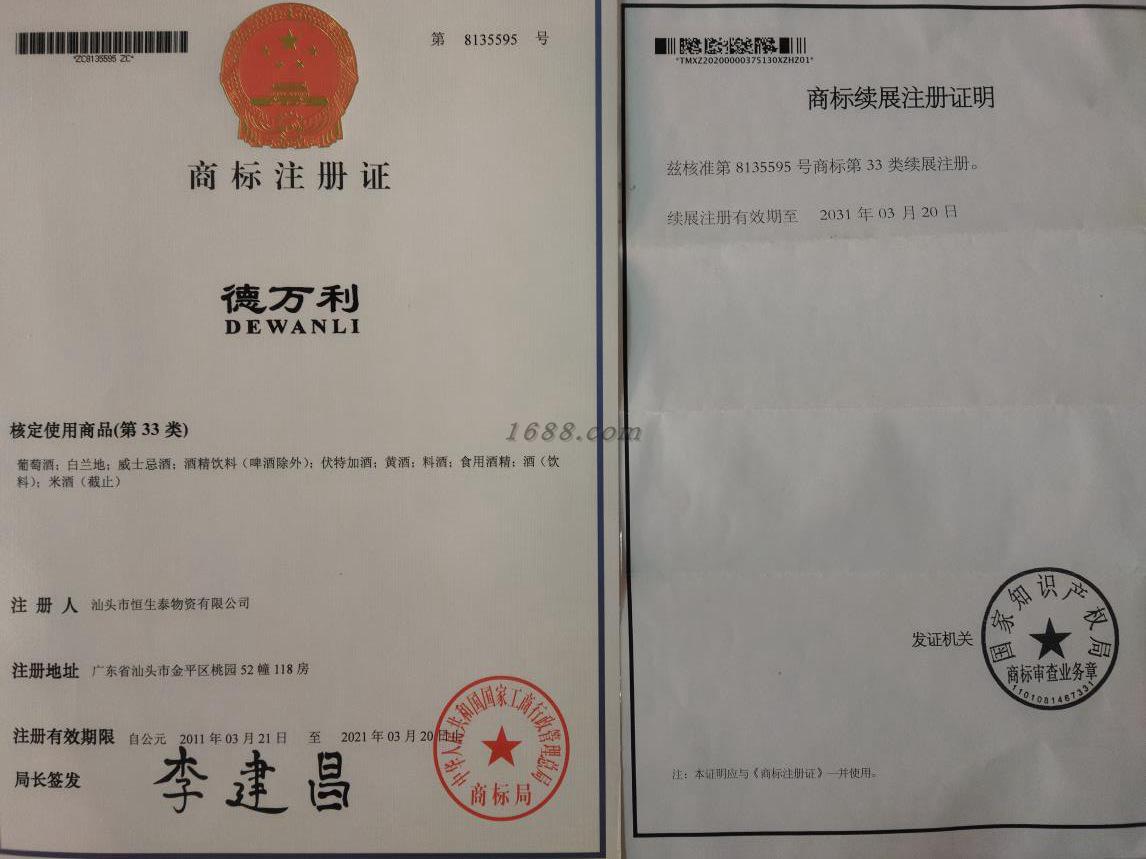 *ZC8135595 ZC*
第 8135595 号
商标注册证
德万利
DEWANLI
核定使用商品(第 33 类)
葡萄酒；白兰地；威士忌酒；酒精饮料（啤酒除外）；伏特加酒；黄酒；料酒；食用酒精；酒（饮
料）；米酒（截止）
注册人 汕头市恒生泰物资有限公司
注册地址 广东省汕头市金平区桃园 52 幢 118 房
注册有效期限 自公元 2011 年 03 月 21 日 至 2021 年 03 月 20 日止
局长签发 李建昌
中华人民共和国国家工商行政管理总局
商标局
1688.com
*TMXZ20200000375130XZHZ01*
商标续展注册证明
兹核准第 8135595 号商标第 33 类续展注册。
续展注册有效期至 2031 年 03 月 20 日
发证机关
国家知识产权局
商标审查业务章
1101081467331
注：本证明应与《商标注册证》一并使用。